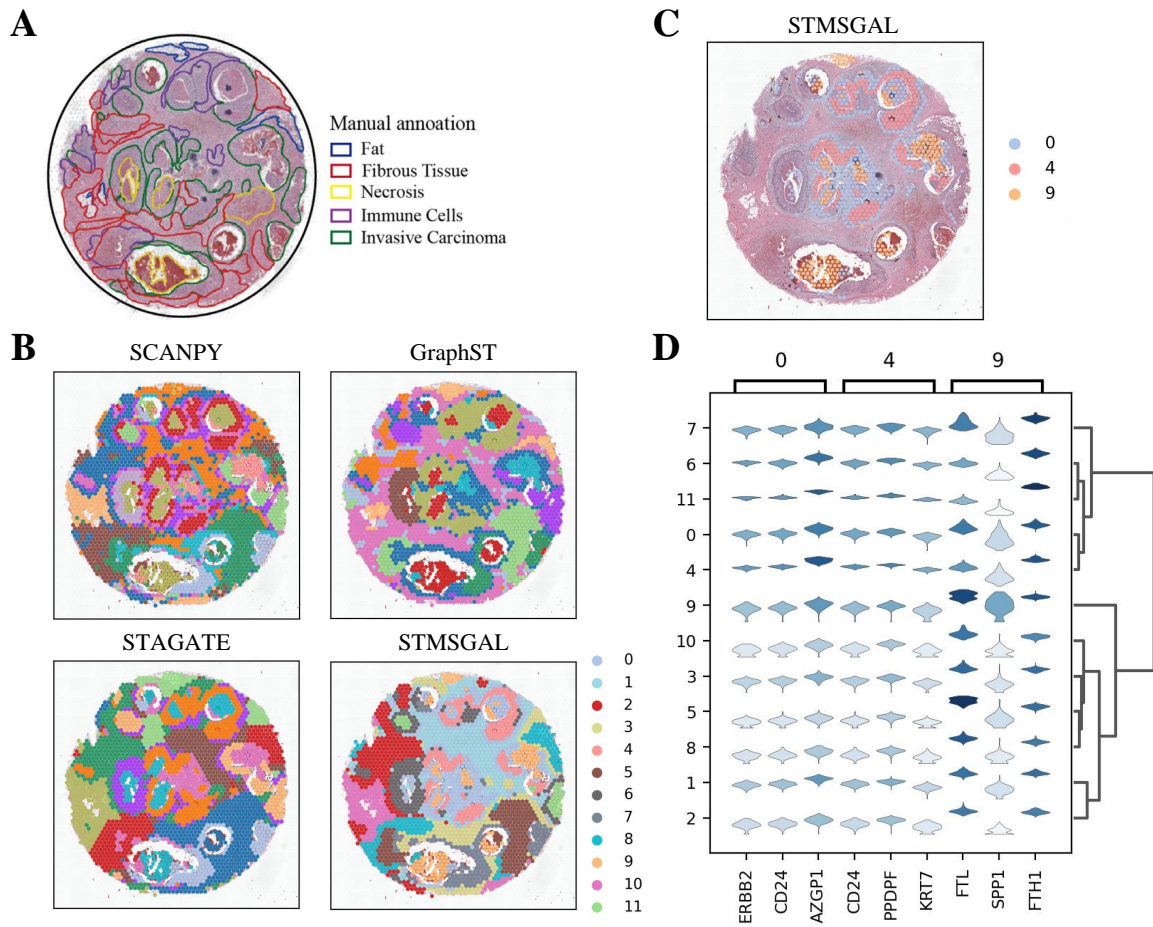 A
Manual annoation
Fat
Fibrous Tissue
Necrosis
Immune Cells
Invasive Carcinoma
C
STMSGAL
0
4
9
B
SCANPY
GraphST
STAGATE
STMSGAL
0
1
2
3
4
5
6
7
8
9
10
11
D
0 4 9
7
6
11
0
4
9
10
3
5
8
1
2
ERBB2 CD24 AZGP1 CD24 PPDPF KRT7 FTL SPP1 FTH1